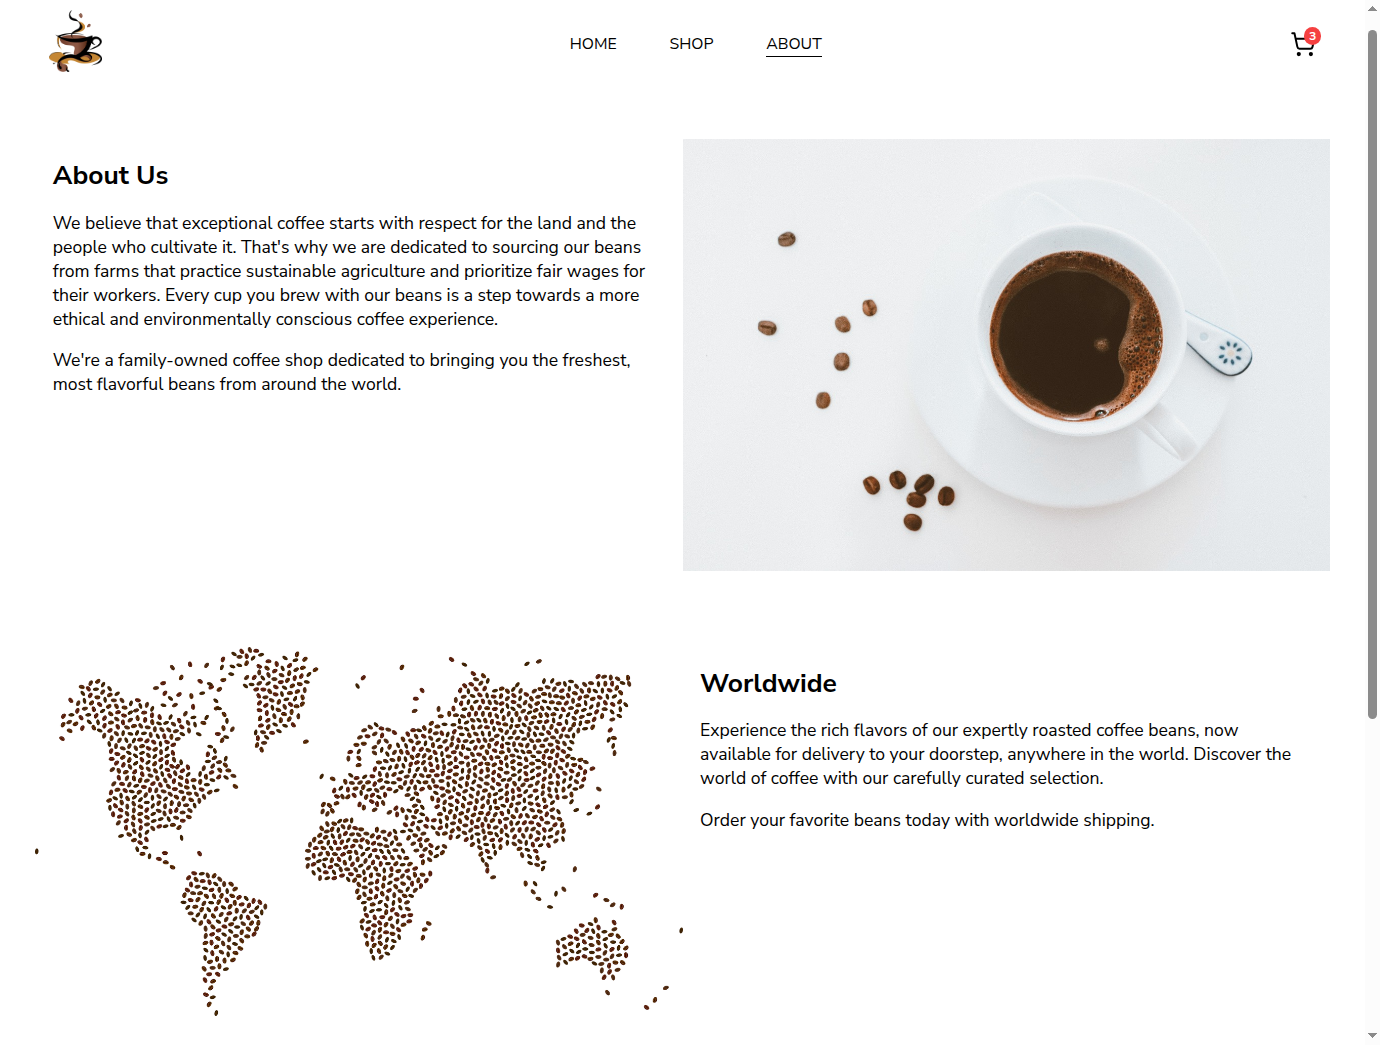 HOME SHOP ABOUT 3
About Us
We believe that exceptional coffee starts with respect for the land and the
people who cultivate it. That's why we are dedicated to sourcing our beans
from farms that practice sustainable agriculture and prioritize fair wages for
their workers. Every cup you brew with our beans is a step towards a more
ethical and environmentally conscious coffee experience.
We're a family-owned coffee shop dedicated to bringing you the freshest,
most flavorful beans from around the world.
Worldwide
Experience the rich flavors of our expertly roasted coffee beans, now
available for delivery to your doorstep, anywhere in the world. Discover the
world of coffee with our carefully curated selection.
Order your favorite beans today with worldwide shipping.